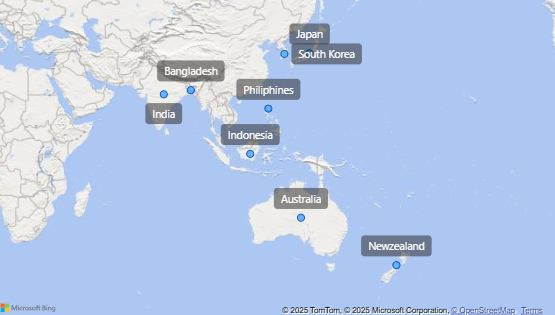 Japan
South Korea
Bangladesh
Philiphines
India
Indonesia
Australia
Newzealand
Microsoft Bing
© 2025 TomTom, © 2025 Microsoft Corporation, © OpenStreetMap Terms